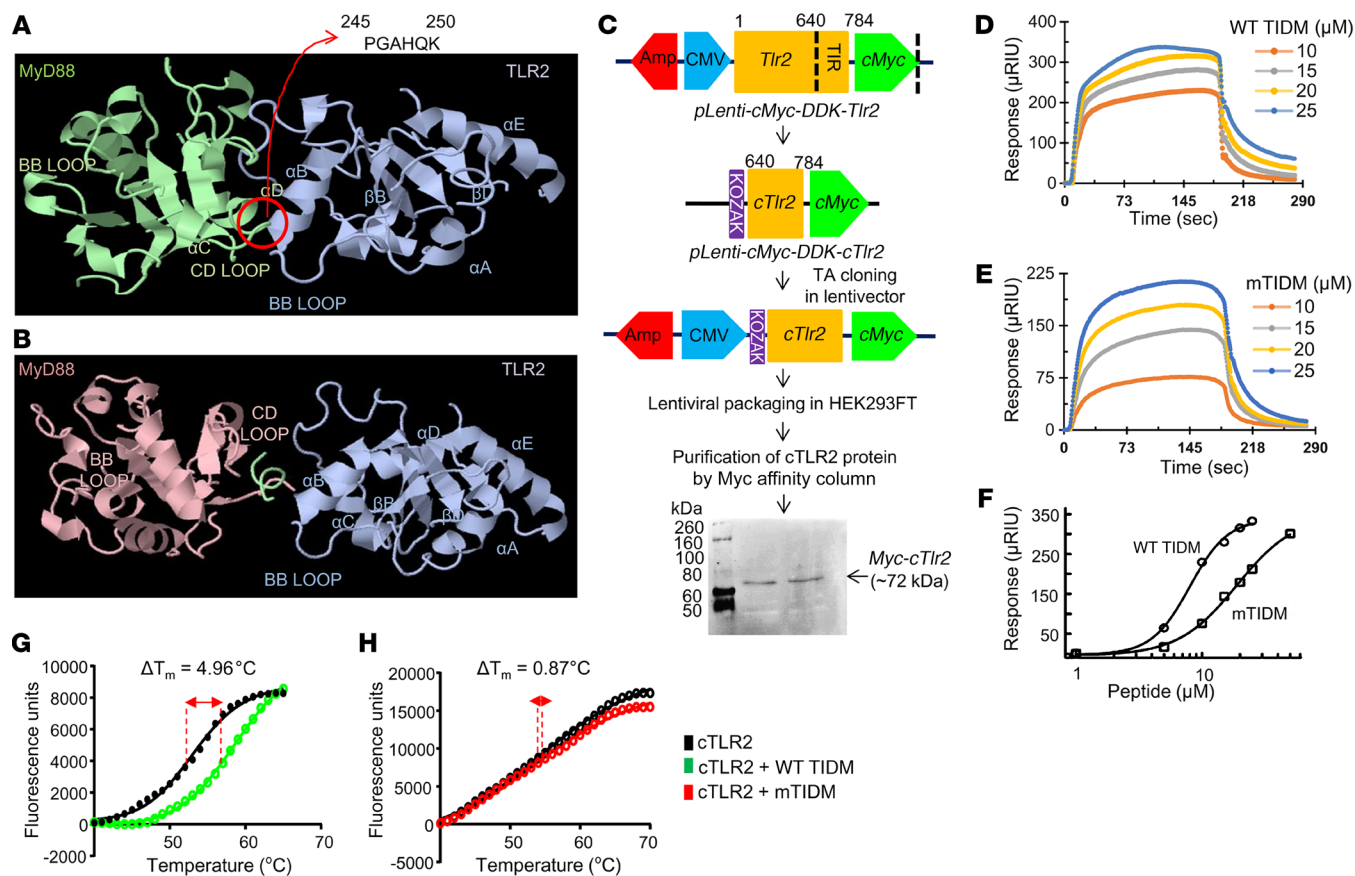 A
245 250
PGAHQK
MyD88
TLR2
BB LOOP
αB
αE
αD
βB
βD
αC
CD LOOP
αA
BB LOOP
B
MyD88
TLR2
CD
LOOP
αD
αE
BB
LOOP
αB
βB
αC
βD
αA
BB LOOP
C
1 640 784
Amp
CMV
Tlr2
TIR
cMyc
pLenti-cMyc-DDK-Tlr2
640 784
KOZAK
cTlr2
cMyc
pLenti-cMyc-DDK-cTlr2
TA cloning
in lentivector
Amp
CMV
KOZAK
cTlr2
cMyc
Lentiviral packaging in HEK293FT
Purification of cTLR2 protein
by Myc affinity column
kDa
260
160
100
80
60
50
Myc-cTlr2
(~72 kDa)
D
Response (μRIU)
400
300
200
100
0
0 73 145 218 290
Time (sec)
WT TIDM (μM)
10
15
20
25
E
Response (μRIU)
225
150
75
0
0 73 145 218 290
Time (sec)
mTIDM (μM)
10
15
20
25
F
Response (μRIU)
350
250
150
50
1 10
Peptide (μM)
WT TIDM
mTIDM
G
ΔTm = 4.96°C
Fluorescence units
10000
8000
6000
4000
2000
0
-2000
50 60 70
Temperature (°C)
H
ΔTm = 0.87°C
Fluorescence units
20000
15000
10000
5000
0
-5000
50 60 70
Temperature (°C)
cTLR2
cTLR2 + WT TIDM
cTLR2 + mTIDM